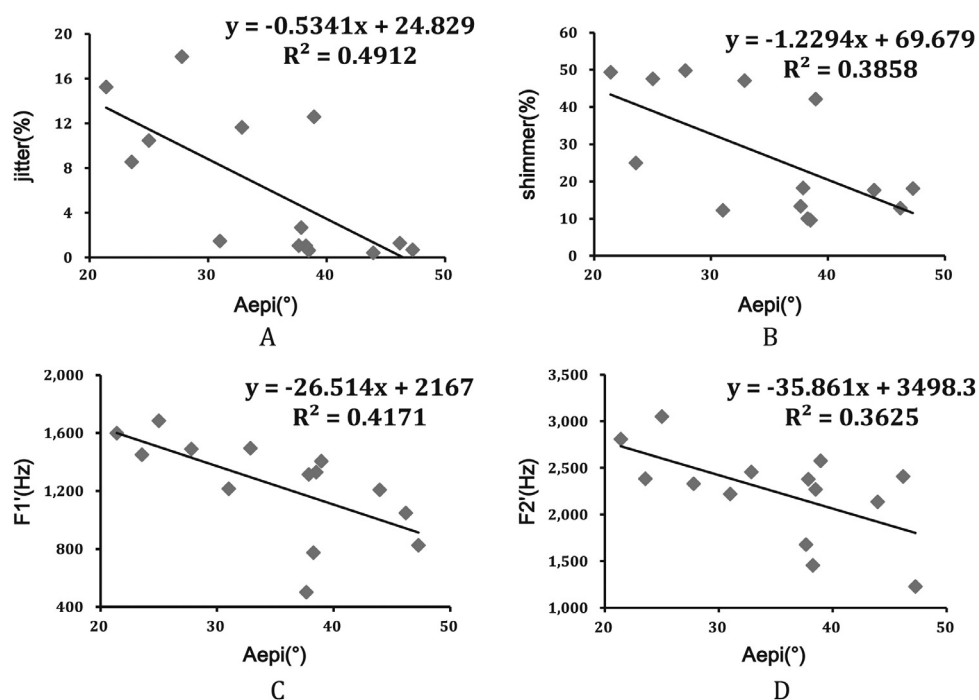 y = -0.5341x + 24.829
R² = 0.4912
20
16
12
8
4
0
jitter(%)
20 30 40 50
Aepi(°)
A
y = -1.2294x + 69.679
R² = 0.3858
60
50
40
30
20
10
0
shimmer(%)
20 30 40 50
Aepi(°)
B
y = -26.514x + 2167
R² = 0.4171
2,000
1,600
1,200
800
400
F1'(Hz)
20 30 40 50
Aepi(°)
C
y = -35.861x + 3498.3
R² = 0.3625
3,500
3,000
2,500
2,000
1,500
1,000
F2'(Hz)
20 30 40 50
Aepi(°)
D